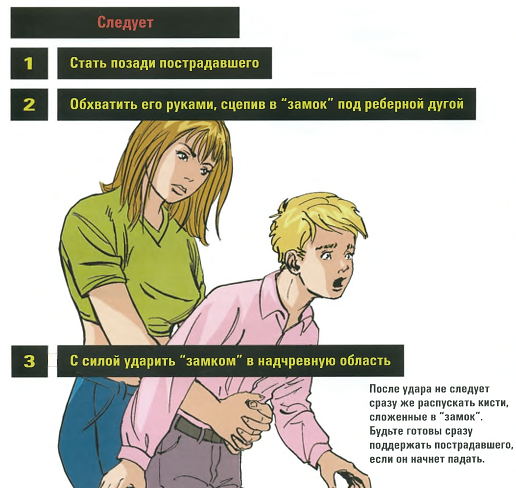 Следует
1 Стать позади пострадавшего
2 Обхватить его руками, сцепив в "замок" под реберной дугой
3 С силой ударить "замком" в надчревную область
После удара не следует
сразу же распускать кисти,
сложенные в "замок".
Будьте готовы сразу
поддержать пострадавшего,
если он начнет падать.